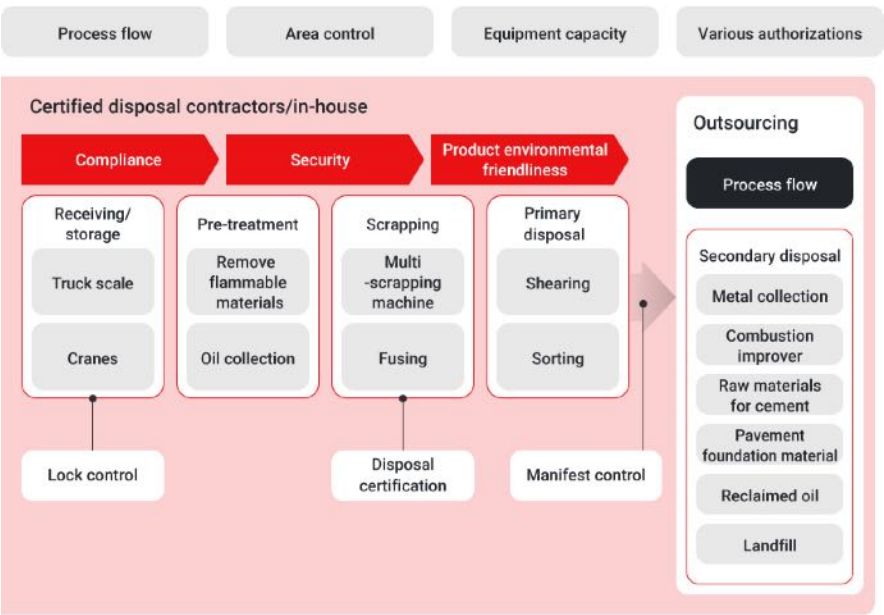 Process flow
Area control
Equipment capacity
Various authorizations
Certified disposal contractors/in-house
Compliance
Security
Product environmental
friendliness
Receiving/
storage
Truck scale
Cranes
Pre-treatment
Remove
flammable
materials
Oil collection
Scrapping
Multi
-scrapping
machine
Fusing
Primary
disposal
Shearing
Sorting
Lock control
Disposal
certification
Manifest control
Outsourcing
Process flow
Secondary disposal
Metal collection
Combustion
improver
Raw materials
for cement
Pavement
foundation material
Reclaimed oil
Landfill